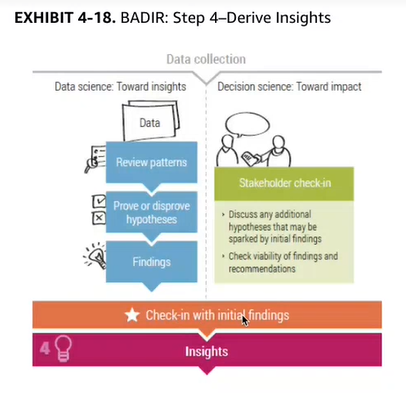 EXHIBIT 4-18. BADIR: Step 4–Derive Insights
Data collection
Data science: Toward insights
Decision science: Toward impact
Data
Review patterns
Prove or disprove
hypotheses
Findings
Stakeholder check-in
• Discuss any additional
hypotheses that may be
sparked by initial findings
• Check viability of findings and
recommendations
Check-in with initial findings
4
Insights